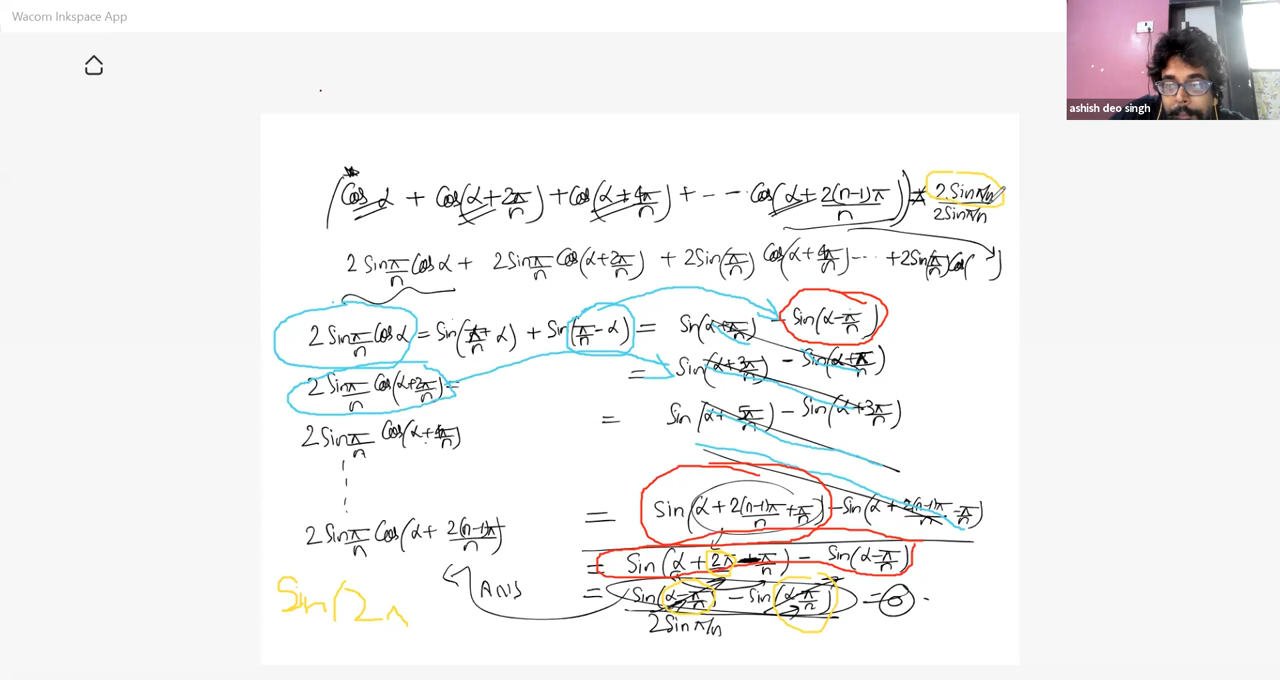 Wacom Inkspace App
ashish deo singh
(Cos α + Cos(α+2π/n) + Cos(α+4π/n) + -- - Cos(α + 2(n-1)π/n)) × 2 Sin π/n / 2 Sin π/n
2 Sin π/n Cos α + 2 Sin π/n Cos(α+2π/n) + 2 Sin(π/n) Cos(α+4π/n) --- + 2 Sin(π/n) Cos( )
2 Sin π/n Cos α = Sin(π/n + α) + Sin(π/n - α) = Sin(α+π/n) - Sin(α-π/n)
2 Sin π/n Cos(α+2π/n) = = Sin(α+3π/n) - Sin(α+π/n)
2 Sin π/n Cos(α+4π/n) = Sin(α+5π/n) - Sin(α+3π/n)
2 Sin π/n Cos(α + 2(n-1)π/n) = Sin(α + 2(n-1)π/n + π/n) - Sin(α + 2(n-1)π/n - π/n)
= Sin(α + 2π - π/n) - Sin(α-π/n)
Ans = Sin(α-π/n) - Sin(α-π/n) / 2 Sin π/n = 0
Sin(2π